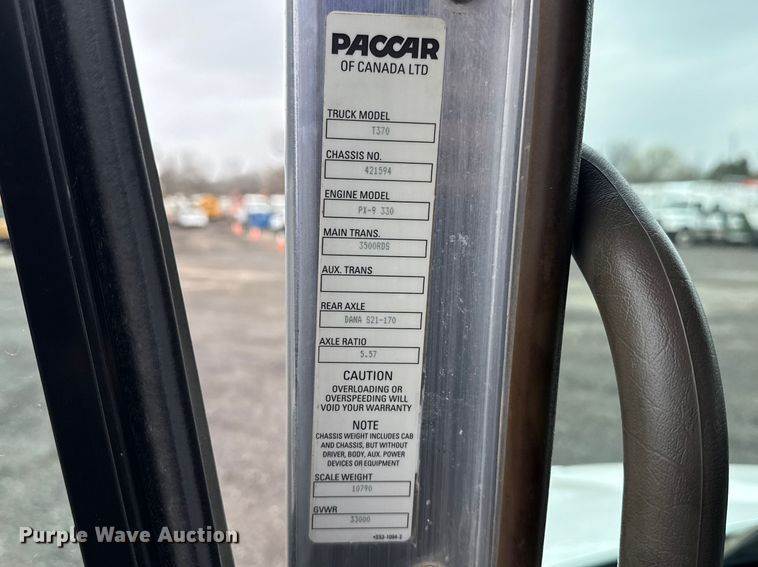 PACCAR
OF CANADA LTD
TRUCK MODEL
T370
CHASSIS NO.
421594
ENGINE MODEL
PX-9 330
MAIN TRANS.
3500RDS
AUX. TRANS
REAR AXLE
DANA S21-170
AXLE RATIO
5.57
CAUTION
OVERLOADING OR
OVERSPEEDING WILL
VOID YOUR WARRANTY
NOTE
CHASSIS WEIGHT INCLUDES CAB
AND CHASSIS, BUT WITHOUT
DRIVER, BODY, AUX. POWER
DEVICES OR EQUIPMENT
SCALE WEIGHT
10790
GVWR
33000
Purple Wave Auction®